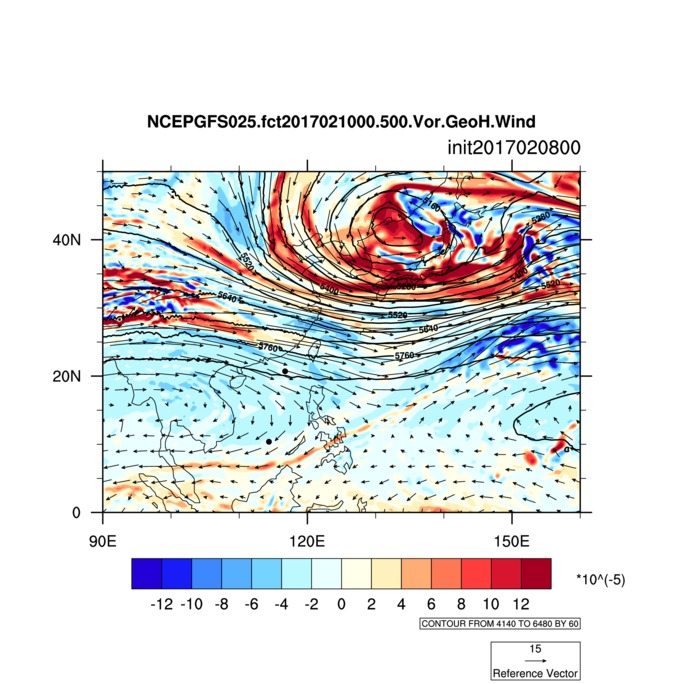 NCEPGFS025.fct2017021000.500.Vor.GeoH.Wind
init2017020800
40N
20N
0
90E 120E 150E
5160
5280
5520
5400
5280
5400
5520
5640
5520
5640
5760
5760
-12 -10 -8 -6 -4 -2 0 2 4 6 8 10 12
*10^(-5)
CONTOUR FROM 4140 TO 6480 BY 60
15
Reference Vector